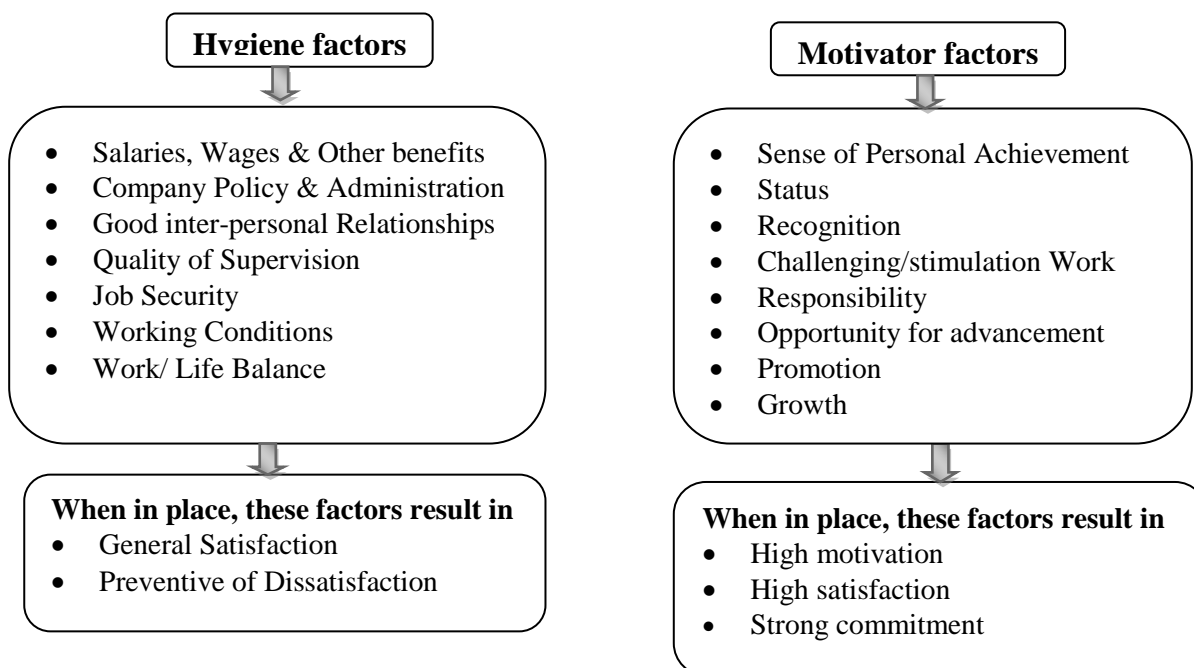 Hygiene factors
• Salaries, Wages & Other benefits
• Company Policy & Administration
• Good inter-personal Relationships
• Quality of Supervision
• Job Security
• Working Conditions
• Work/ Life Balance
When in place, these factors result in
• General Satisfaction
• Preventive of Dissatisfaction
Motivator factors
• Sense of Personal Achievement
• Status
• Recognition
• Challenging/stimulation Work
• Responsibility
• Opportunity for advancement
• Promotion
• Growth
When in place, these factors result in
• High motivation
• High satisfaction
• Strong commitment